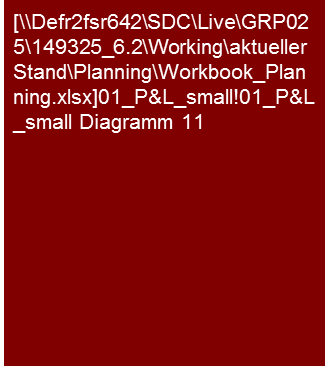 [\\Defr2fsr642\SDC\Live\GRP02
5\149325_6.2\Working\aktueller
Stand\Planning\Workbook_Plan
ning.xlsx]01_P&L_small!01_P&L
_small Diagramm 11